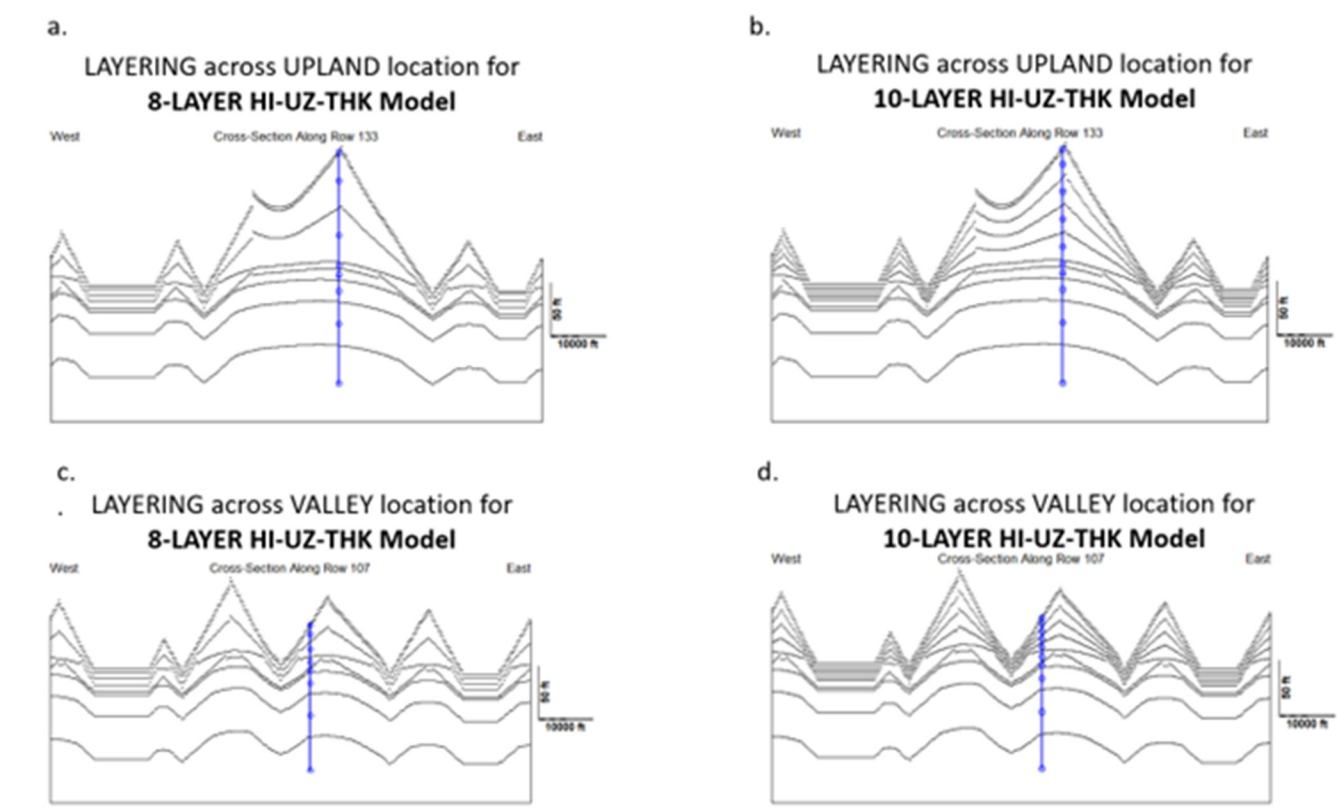 a.
LAYERING across UPLAND location for
8-LAYER HI-UZ-THK Model
West
Cross-Section Along Row 133
East
50 ft
10000 ft
b.
LAYERING across UPLAND location for
10-LAYER HI-UZ-THK Model
West
Cross-Section Along Row 133
East
50 ft
10000 ft
c.
. LAYERING across VALLEY location for
8-LAYER HI-UZ-THK Model
West
Cross-Section Along Row 107
East
50 ft
10000 ft
d.
LAYERING across VALLEY location for
10-LAYER HI-UZ-THK Model
West
Cross-Section Along Row 107
East
50 ft
10000 ft